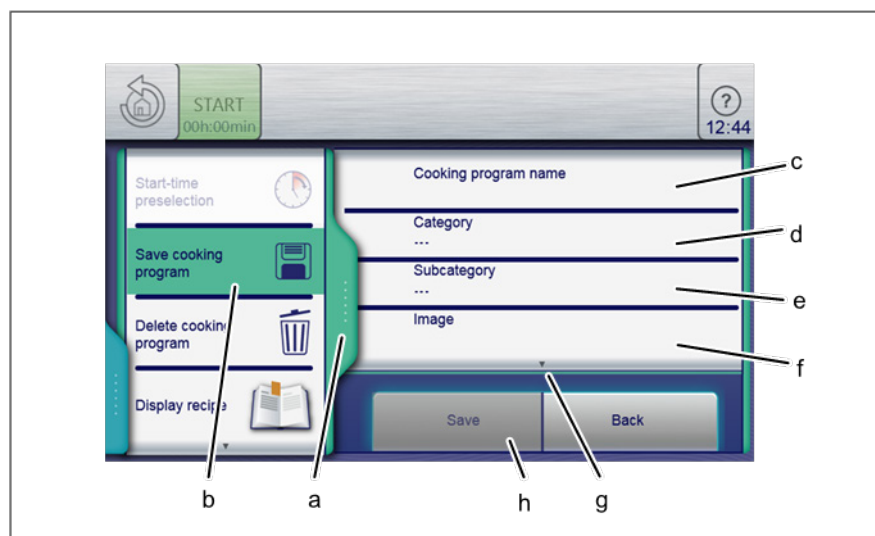 START
00h:00min
?
12:44
Start-time
preselection
Save cooking
program
Delete cooking
program
Display recipe
Cooking program name
Category
---
Subcategory
---
Image
Save
Back
a
b
c
d
e
f
g
h